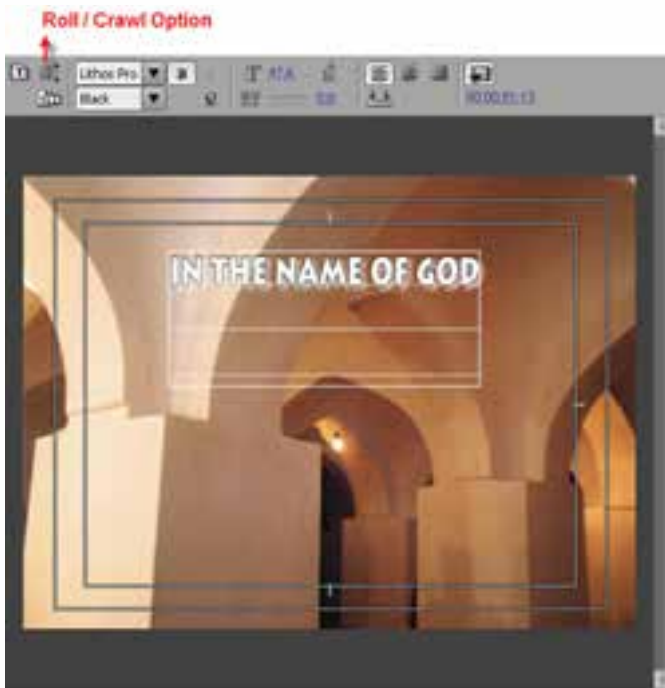 Roll / Crawl Option
Lithos Pro
Black
IN THE NAME OF GOD